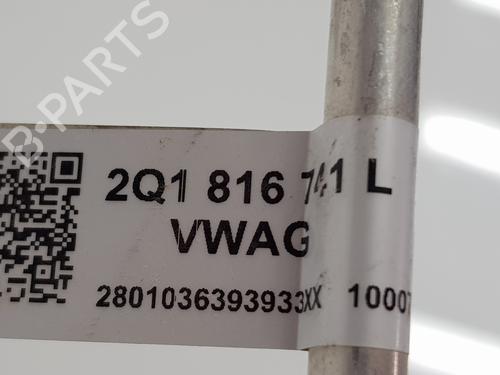 B-PARTS
2Q1 816 741 L
VWAG
2801036393933XX 10007